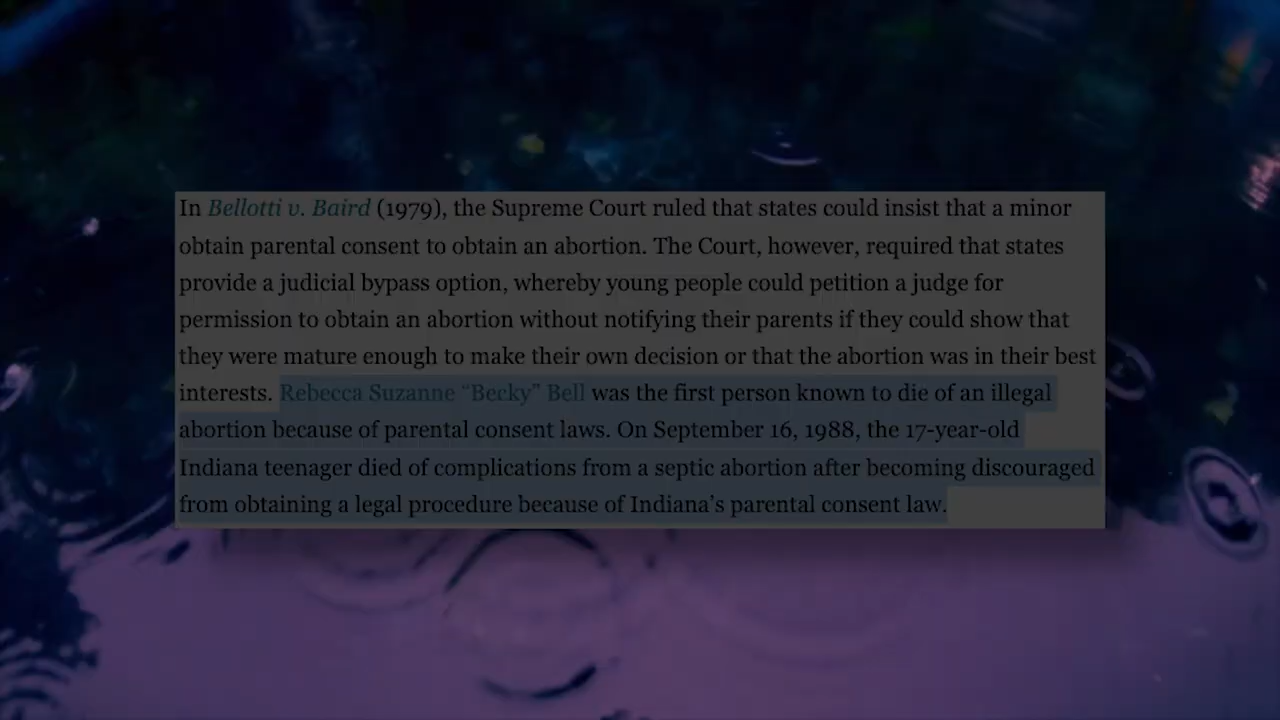 In Bellotti v. Baird (1979), the Supreme Court ruled that states could insist that a minor
obtain parental consent to obtain an abortion. The Court, however, required that states
provide a judicial bypass option, whereby young people could petition a judge for
permission to obtain an abortion without notifying their parents if they could show that
they were mature enough to make their own decision or that the abortion was in their best
interests. Rebecca Suzanne “Becky” Bell was the first person known to die of an illegal
abortion because of parental consent laws. On September 16, 1988, the 17-year-old
Indiana teenager died of complications from a septic abortion after becoming discouraged
from obtaining a legal procedure because of Indiana’s parental consent law.